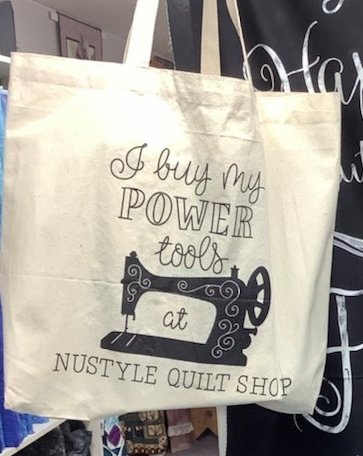 I buy my
POWER
tools
at
NUSTYLE QUILT SHOP